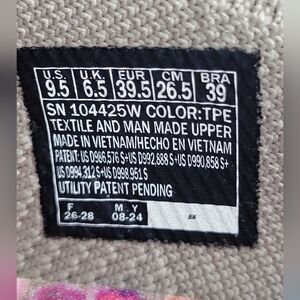 U.S. U.K. EUR CM BRA
9.5 6.5 39.5 26.5 39
SN 104425W COLOR:TPE
TEXTILE AND MAN MADE UPPER
MADE IN VIETNAM/HECHO EN VIETNAM
PATENT: US D986,576 S+US D992,888 S+US D990,858 S+
US D994,312 S+US D998,951 S
UTILITY PATENT PENDING
F M Y
26-28 08-24 S